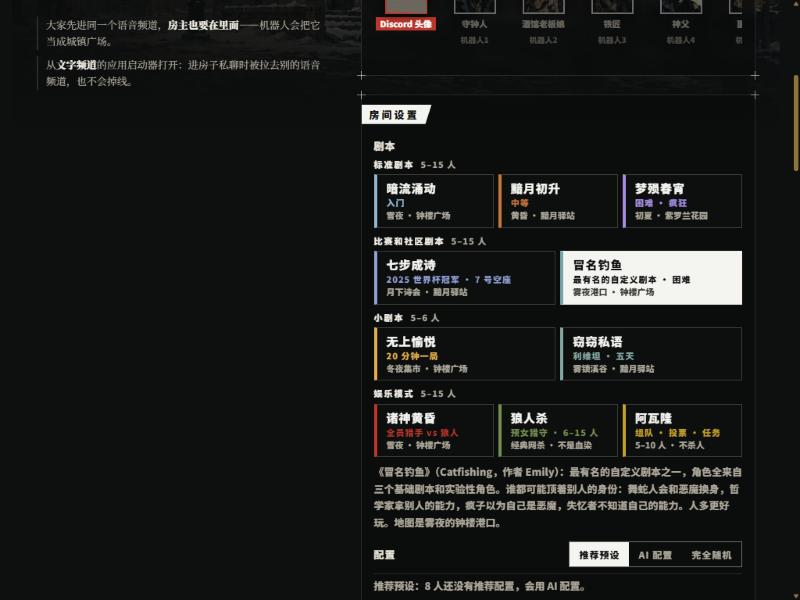 大家先进同一个语音频道，房主也要在里面——机器人会把它
当成城镇广场。
从文字频道的应用启动器打开：进房子私聊时被拉去别的语音
频道，也不会掉线。
Discord 头像
守钟人
酒馆老板娘
铁匠
神父
机器人1
机器人2
机器人3
机器人4
房间设置
剧本
标准剧本 5-15 人
暗流涌动
入门
雪夜 · 钟楼广场
黯月初升
中等
黄昏 · 黯月驿站
梦殒春宵
困难 · 疯狂
初夏 · 紫罗兰花园
比赛和社区剧本 5-15 人
七步成诗
2025 世界杯冠军 · 7 号空座
月下诗会 · 黯月驿站
冒名钓鱼
最有名的自定义剧本 · 困难
雾夜港口 · 钟楼广场
小剧本 5-6 人
无上愉悦
20 分钟一局
冬夜集市 · 钟楼广场
窃窃私语
利维坦 · 五天
雾锁溪谷 · 黯月驿站
娱乐模式 5-15 人
诸神黄昏
全员猎手 vs 狼人
雪夜 · 钟楼广场
狼人杀
预女猎守 · 6-15 人
经典网杀 · 不是血染
阿瓦隆
组队 · 投票 · 任务
5-10 人 · 不杀人
《冒名钓鱼》（Catfishing，作者 Emily）：最有名的自定义剧本之一，角色全来自
三个基础剧本和实验性角色。谁都可能顶着别人的身份：舞蛇人会和恶魔换身，哲
学家拿别人的能力，疯子以为自己是恶魔，失忆者不知道自己的能力。人多更好
玩。地图是雾夜的钟楼港口。
配置
推荐预设
AI 配置
完全随机
推荐预设：8 人还没有推荐配置，会用 AI 配置。